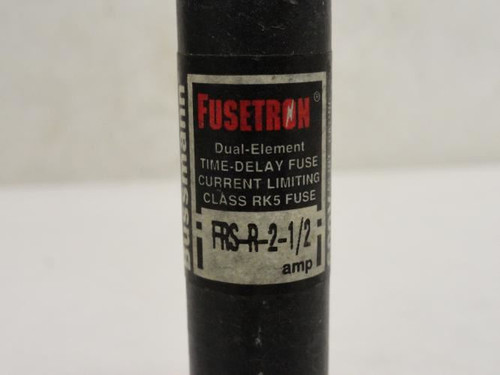 Bussmann
FUSETRON®
Dual-Element
TIME-DELAY FUSE
CURRENT LIMITING
CLASS RK5 FUSE
FRS-R-2-1/2
amp